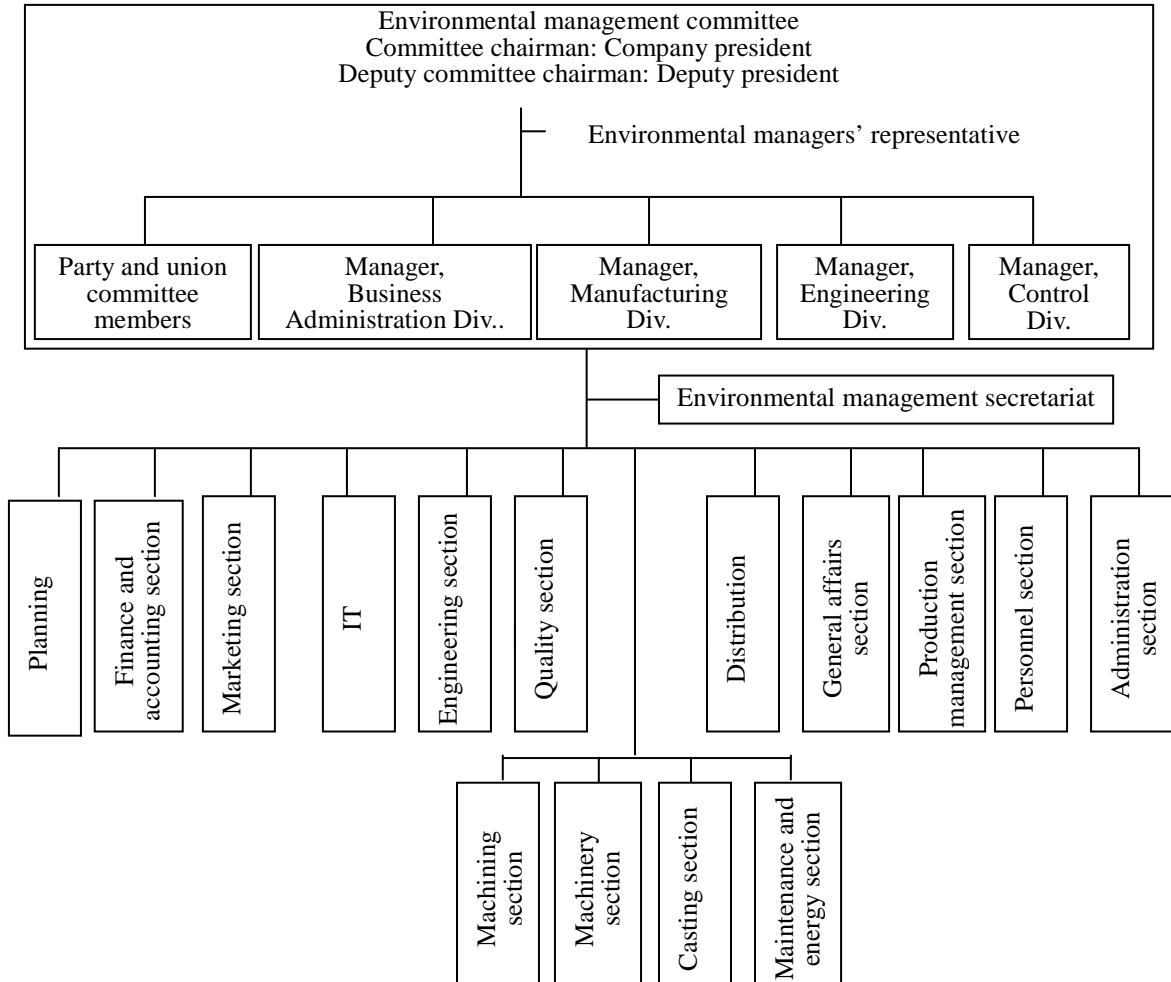 Environmental management committee
Committee chairman: Company president
Deputy committee chairman: Deputy president
Environmental managers’ representative
Party and union
committee
members
Manager,
Business
Administration Div..
Manager,
Manufacturing
Div.
Manager,
Engineering
Div.
Manager,
Control
Div.
Environmental management secretariat
Planning
Finance and
accounting section
Marketing section
IT
Engineering section
Quality section
Distribution
General affairs
section
Production
management section
Personnel section
Administration
section
Machining
section
Machinery
section
Casting section
Maintenance and
energy section